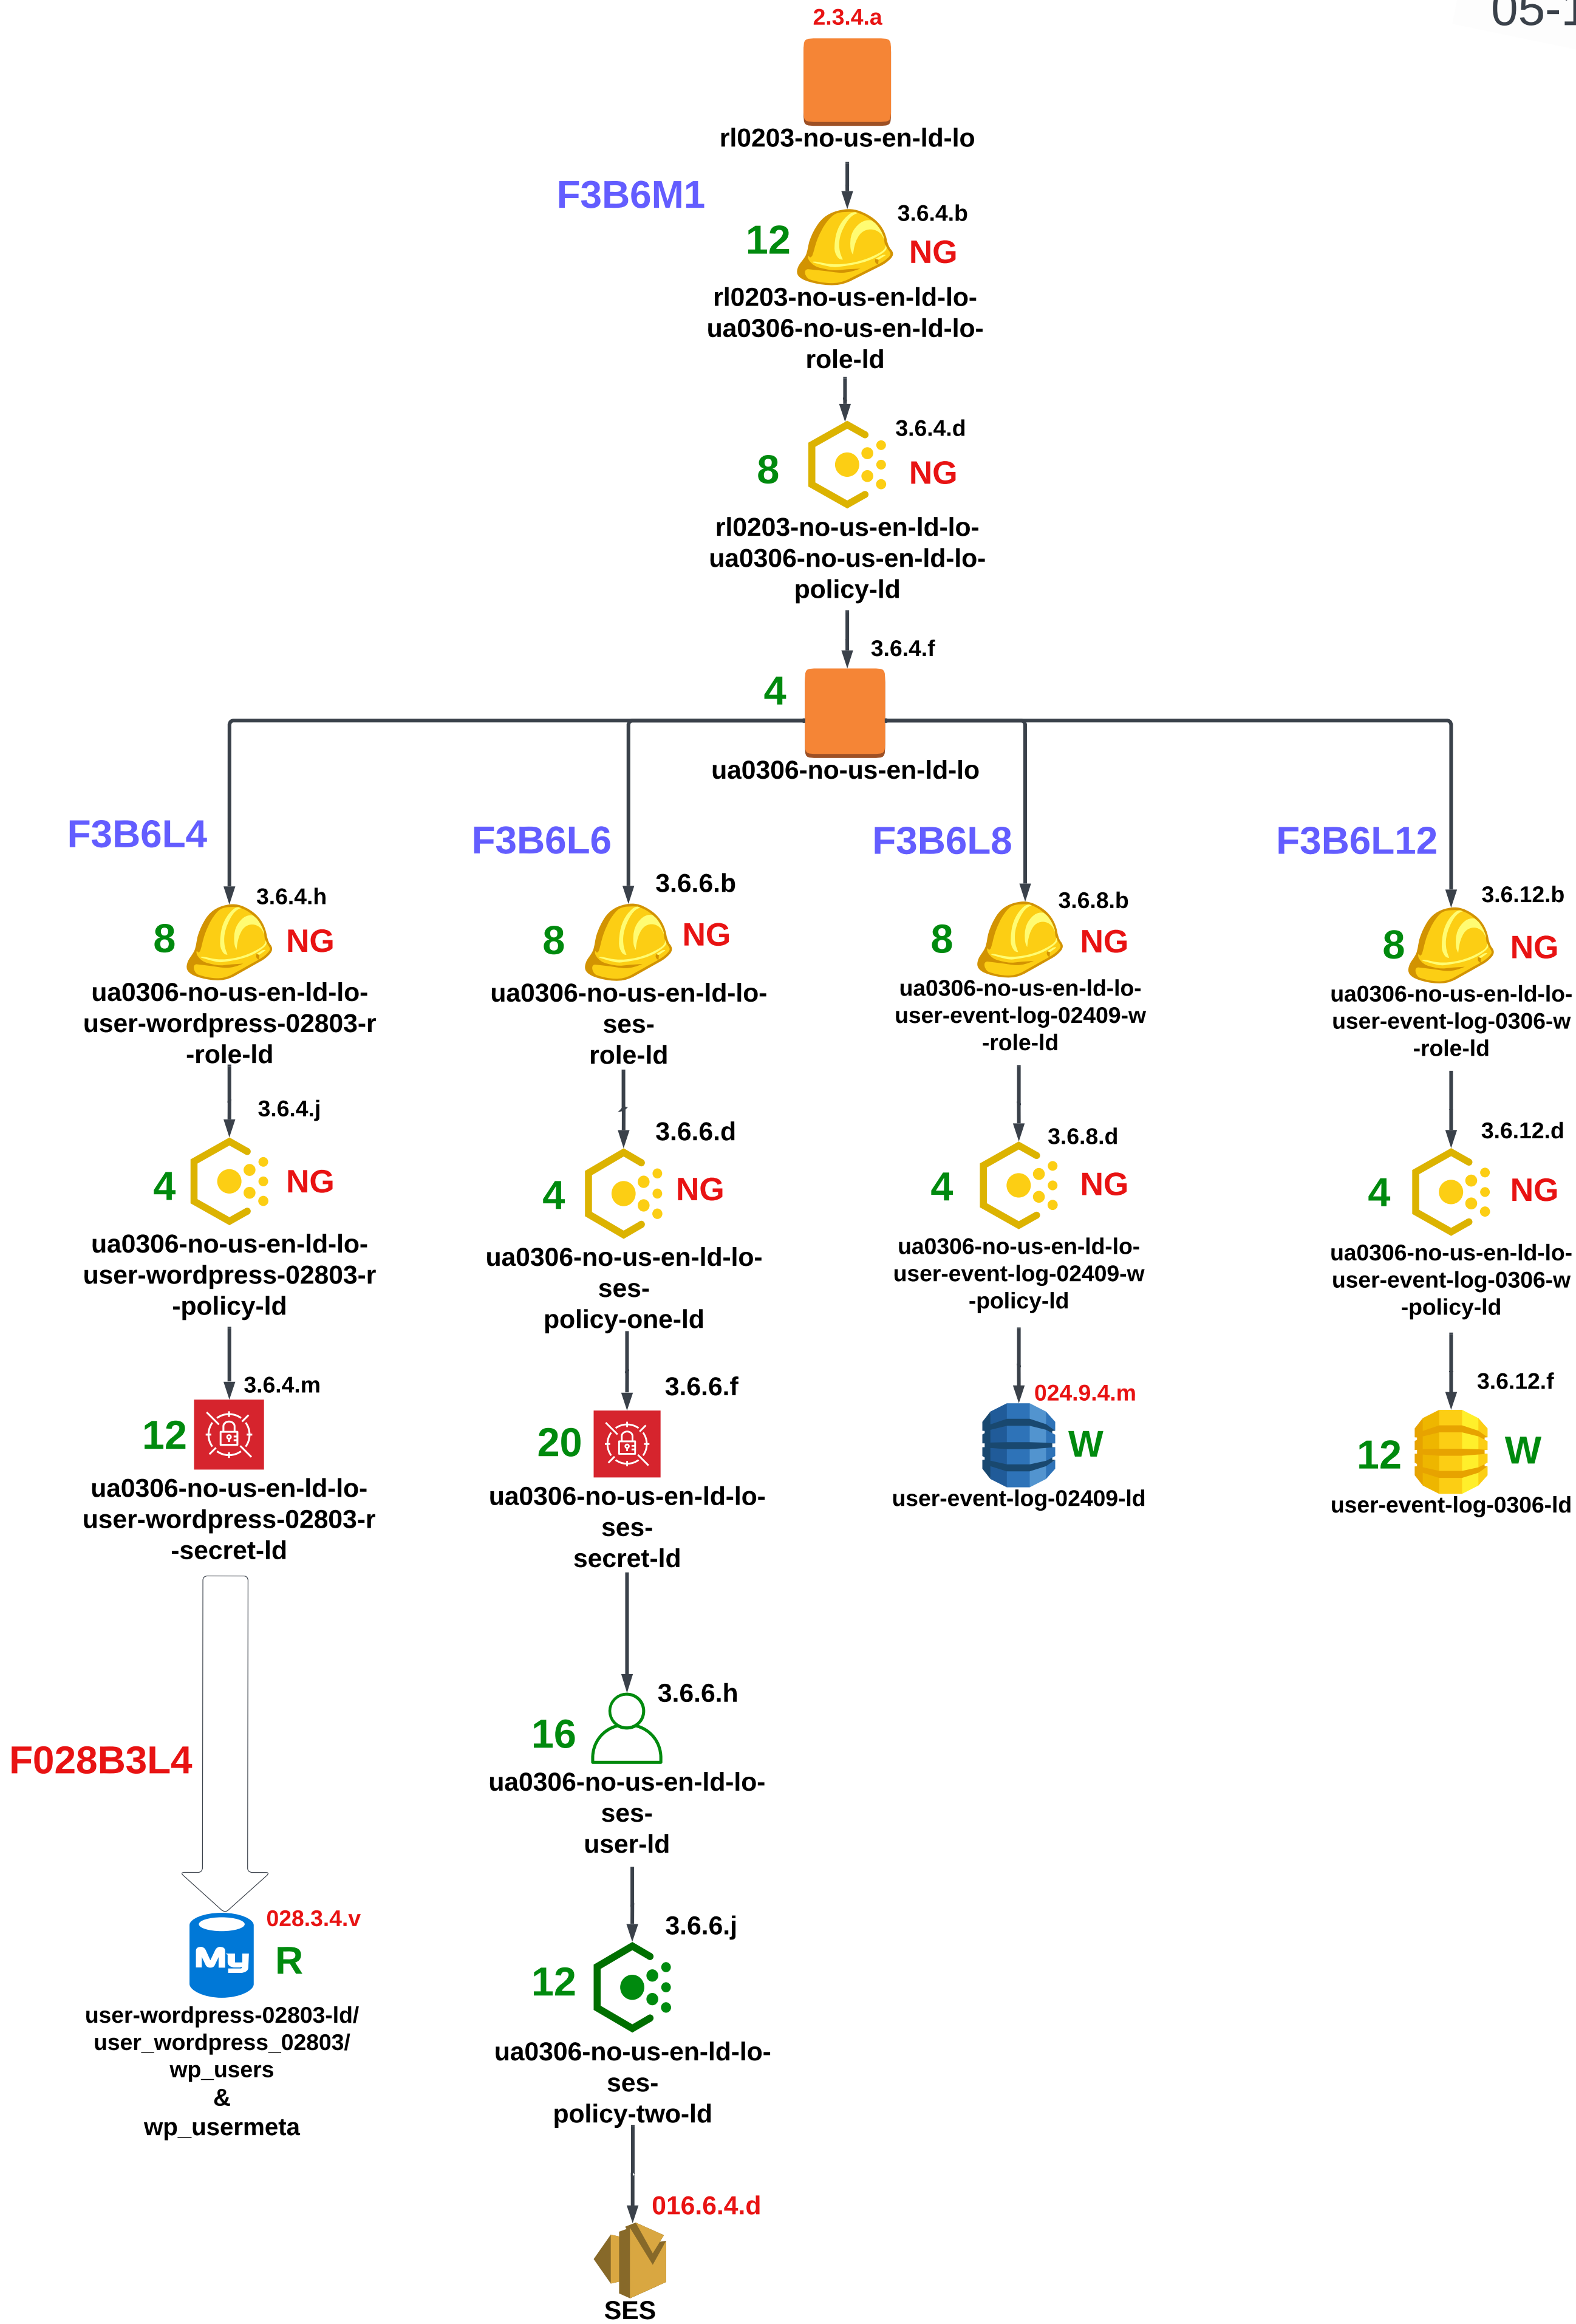 05-1
2.3.4.a
rl0203-no-us-en-ld-lo
F3B6M1
3.6.4.b
12
NG
rl0203-no-us-en-ld-lo-
ua0306-no-us-en-ld-lo-
role-ld
3.6.4.d
8
NG
rl0203-no-us-en-ld-lo-
ua0306-no-us-en-ld-lo-
policy-ld
3.6.4.f
4
ua0306-no-us-en-ld-lo
F3B6L4
3.6.4.h
8
NG
ua0306-no-us-en-ld-lo-
user-wordpress-02803-r
-role-ld
3.6.4.j
4
NG
ua0306-no-us-en-ld-lo-
user-wordpress-02803-r
-policy-ld
3.6.4.m
12
ua0306-no-us-en-ld-lo-
user-wordpress-02803-r
-secret-ld
F028B3L4
028.3.4.v
My
R
user-wordpress-02803-ld/
user_wordpress_02803/
wp_users
&
wp_usermeta
F3B6L6
3.6.6.b
8
NG
ua0306-no-us-en-ld-lo-
ses-
role-ld
3.6.6.d
4
NG
ua0306-no-us-en-ld-lo-
ses-
policy-one-ld
3.6.6.f
20
ua0306-no-us-en-ld-lo-
ses-
secret-ld
3.6.6.h
16
ua0306-no-us-en-ld-lo-
ses-
user-ld
3.6.6.j
12
ua0306-no-us-en-ld-lo-
ses-
policy-two-ld
016.6.4.d
SES
F3B6L8
3.6.8.b
8
NG
ua0306-no-us-en-ld-lo-
user-event-log-02409-w
-role-ld
3.6.8.d
4
NG
ua0306-no-us-en-ld-lo-
user-event-log-02409-w
-policy-ld
024.9.4.m
W
user-event-log-02409-ld
F3B6L12
3.6.12.b
8
NG
ua0306-no-us-en-ld-lo-
user-event-log-0306-w
-role-ld
3.6.12.d
4
NG
ua0306-no-us-en-ld-lo-
user-event-log-0306-w
-policy-ld
3.6.12.f
12
W
user-event-log-0306-ld